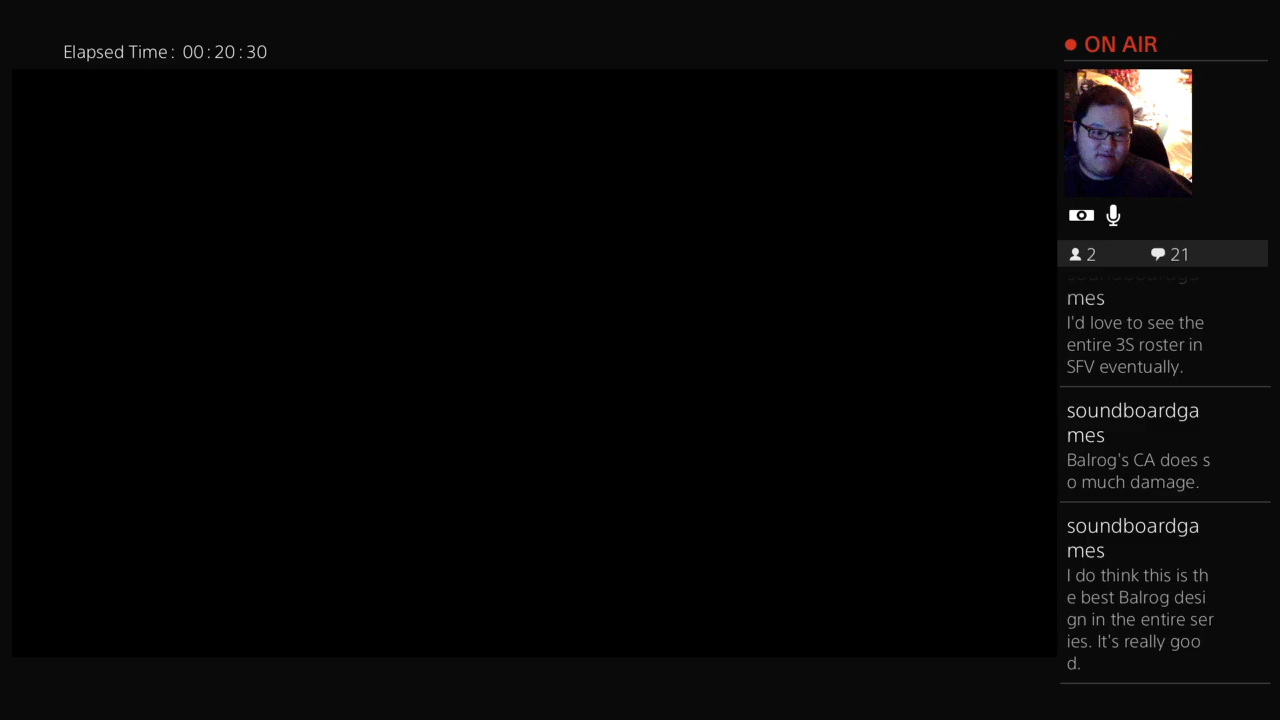 Elapsed Time: 00:20:30
ON AIR
2
21
mes
I'd love to see the
entire 3S roster in
SFV eventually.
soundboardga
mes
Balrog's CA does s
o much damage.
soundboardga
mes
I do think this is th
e best Balrog desi
gn in the entire ser
ies. It's really goo
d.